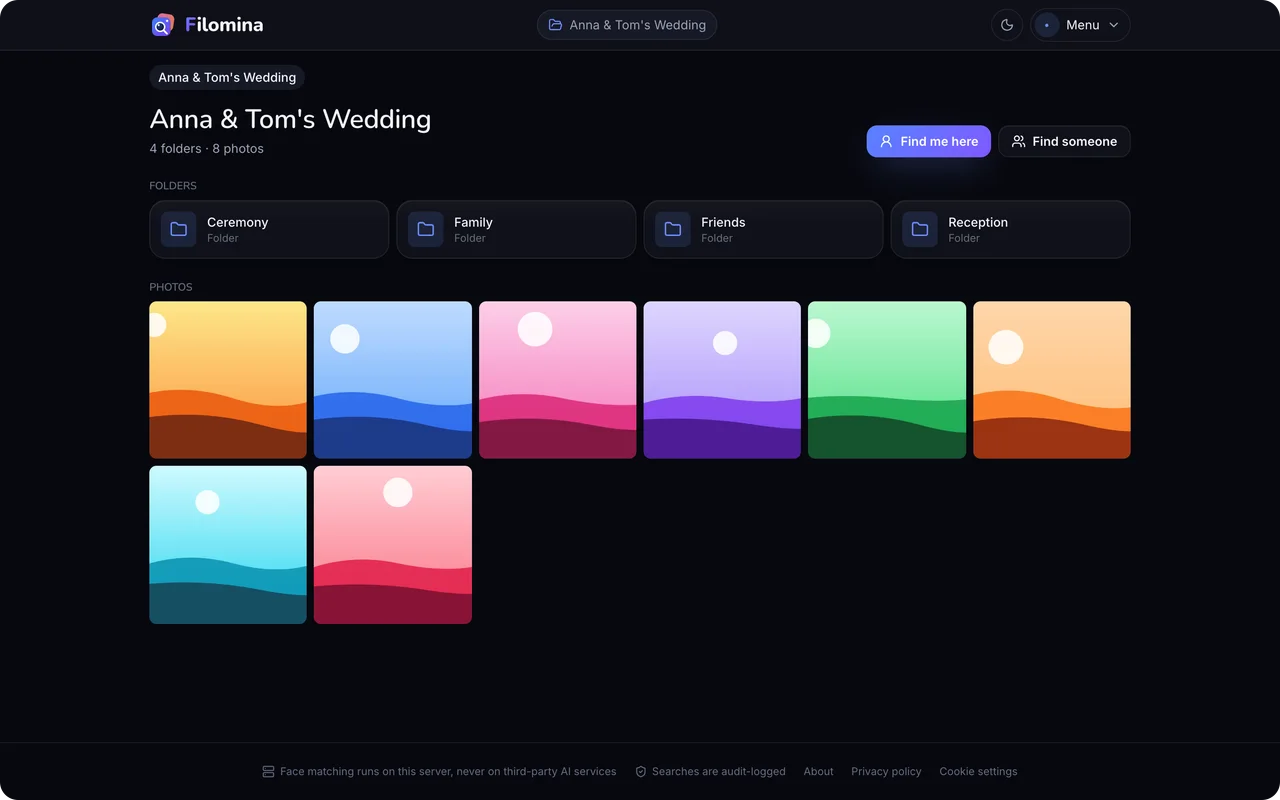 Filomina
Anna & Tom's Wedding
Menu
Anna & Tom's Wedding
Anna & Tom's Wedding
4 folders · 8 photos
Find me here
Find someone
FOLDERS
Ceremony
Folder
Family
Folder
Friends
Folder
Reception
Folder
PHOTOS
Face matching runs on this server, never on third-party AI services
Searches are audit-logged
About
Privacy policy
Cookie settings